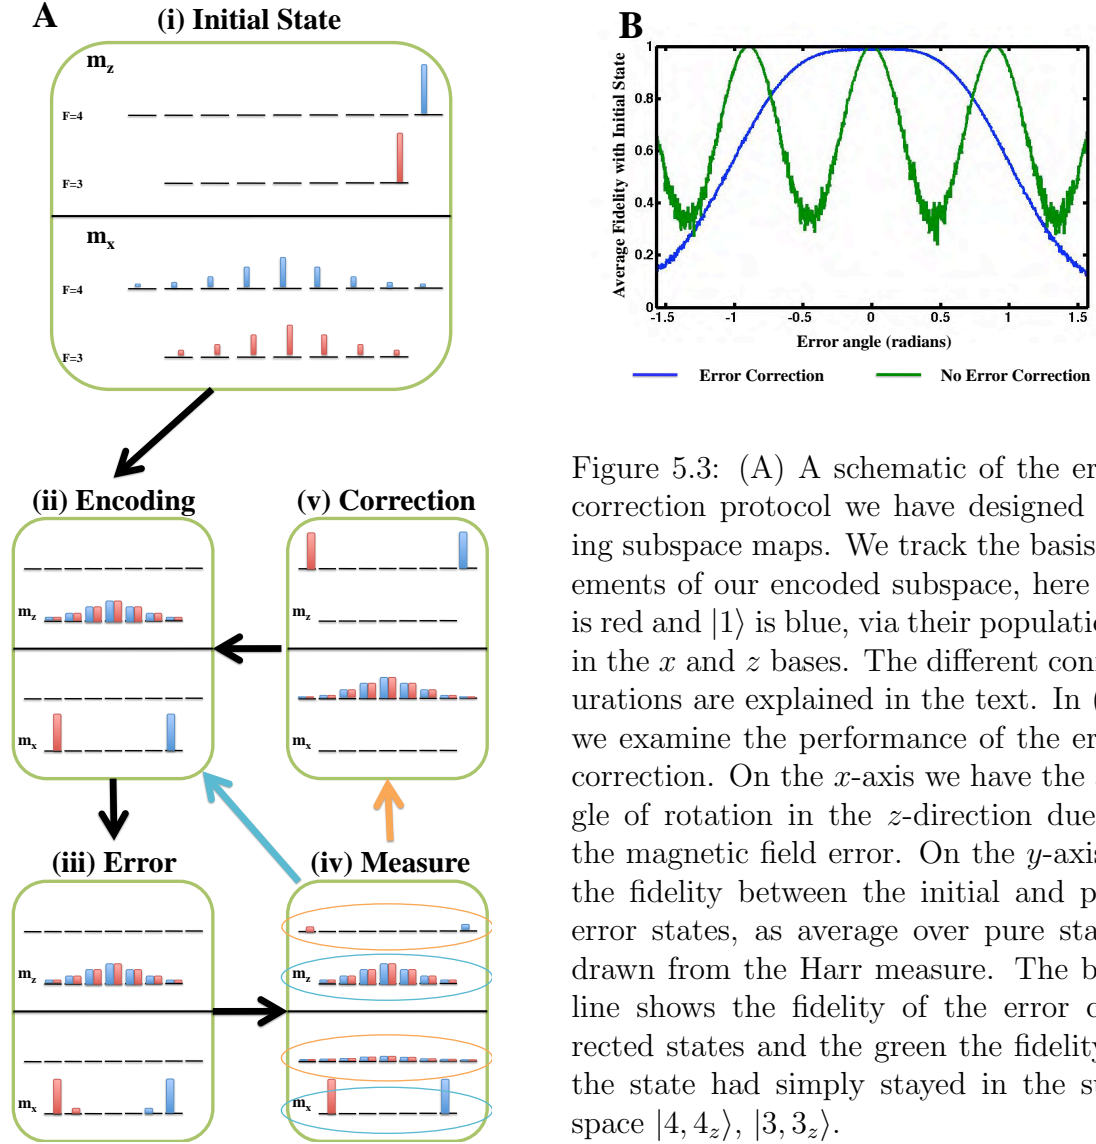 A
(i) Initial State
m_z
F=4
F=3
m_x
F=4
F=3
(ii) Encoding
m_z
m_x
(v) Correction
m_z
m_x
(iii) Error
m_z
m_x
(iv) Measure
m_z
m_x
B
Average Fidelity with Initial State
1
0.8
0.6
0.4
0.2
0
-1.5 -1 -0.5 0 0.5 1 1.5
Error angle (radians)
Error Correction No Error Correction
Figure 5.3: (A) A schematic of the er
correction protocol we have designed
ing subspace maps. We track the basis
ements of our encoded subspace, here
is red and |1⟩ is blue, via their populatio
in the x and z bases. The different conf
urations are explained in the text. In (
we examine the performance of the er
correction. On the x-axis we have the a
gle of rotation in the z-direction due
the magnetic field error. On the y-axis
the fidelity between the initial and p
error states, as average over pure sta
drawn from the Harr measure. The b
line shows the fidelity of the error c
rected states and the green the fidelity
the state had simply stayed in the su
space |4, 4_z⟩, |3, 3_z⟩.